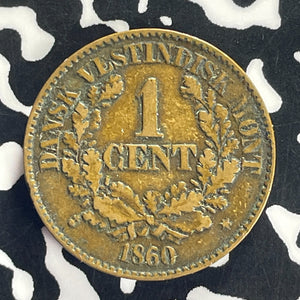 DANSK VESTINDISK MONT
1
CENT
1860